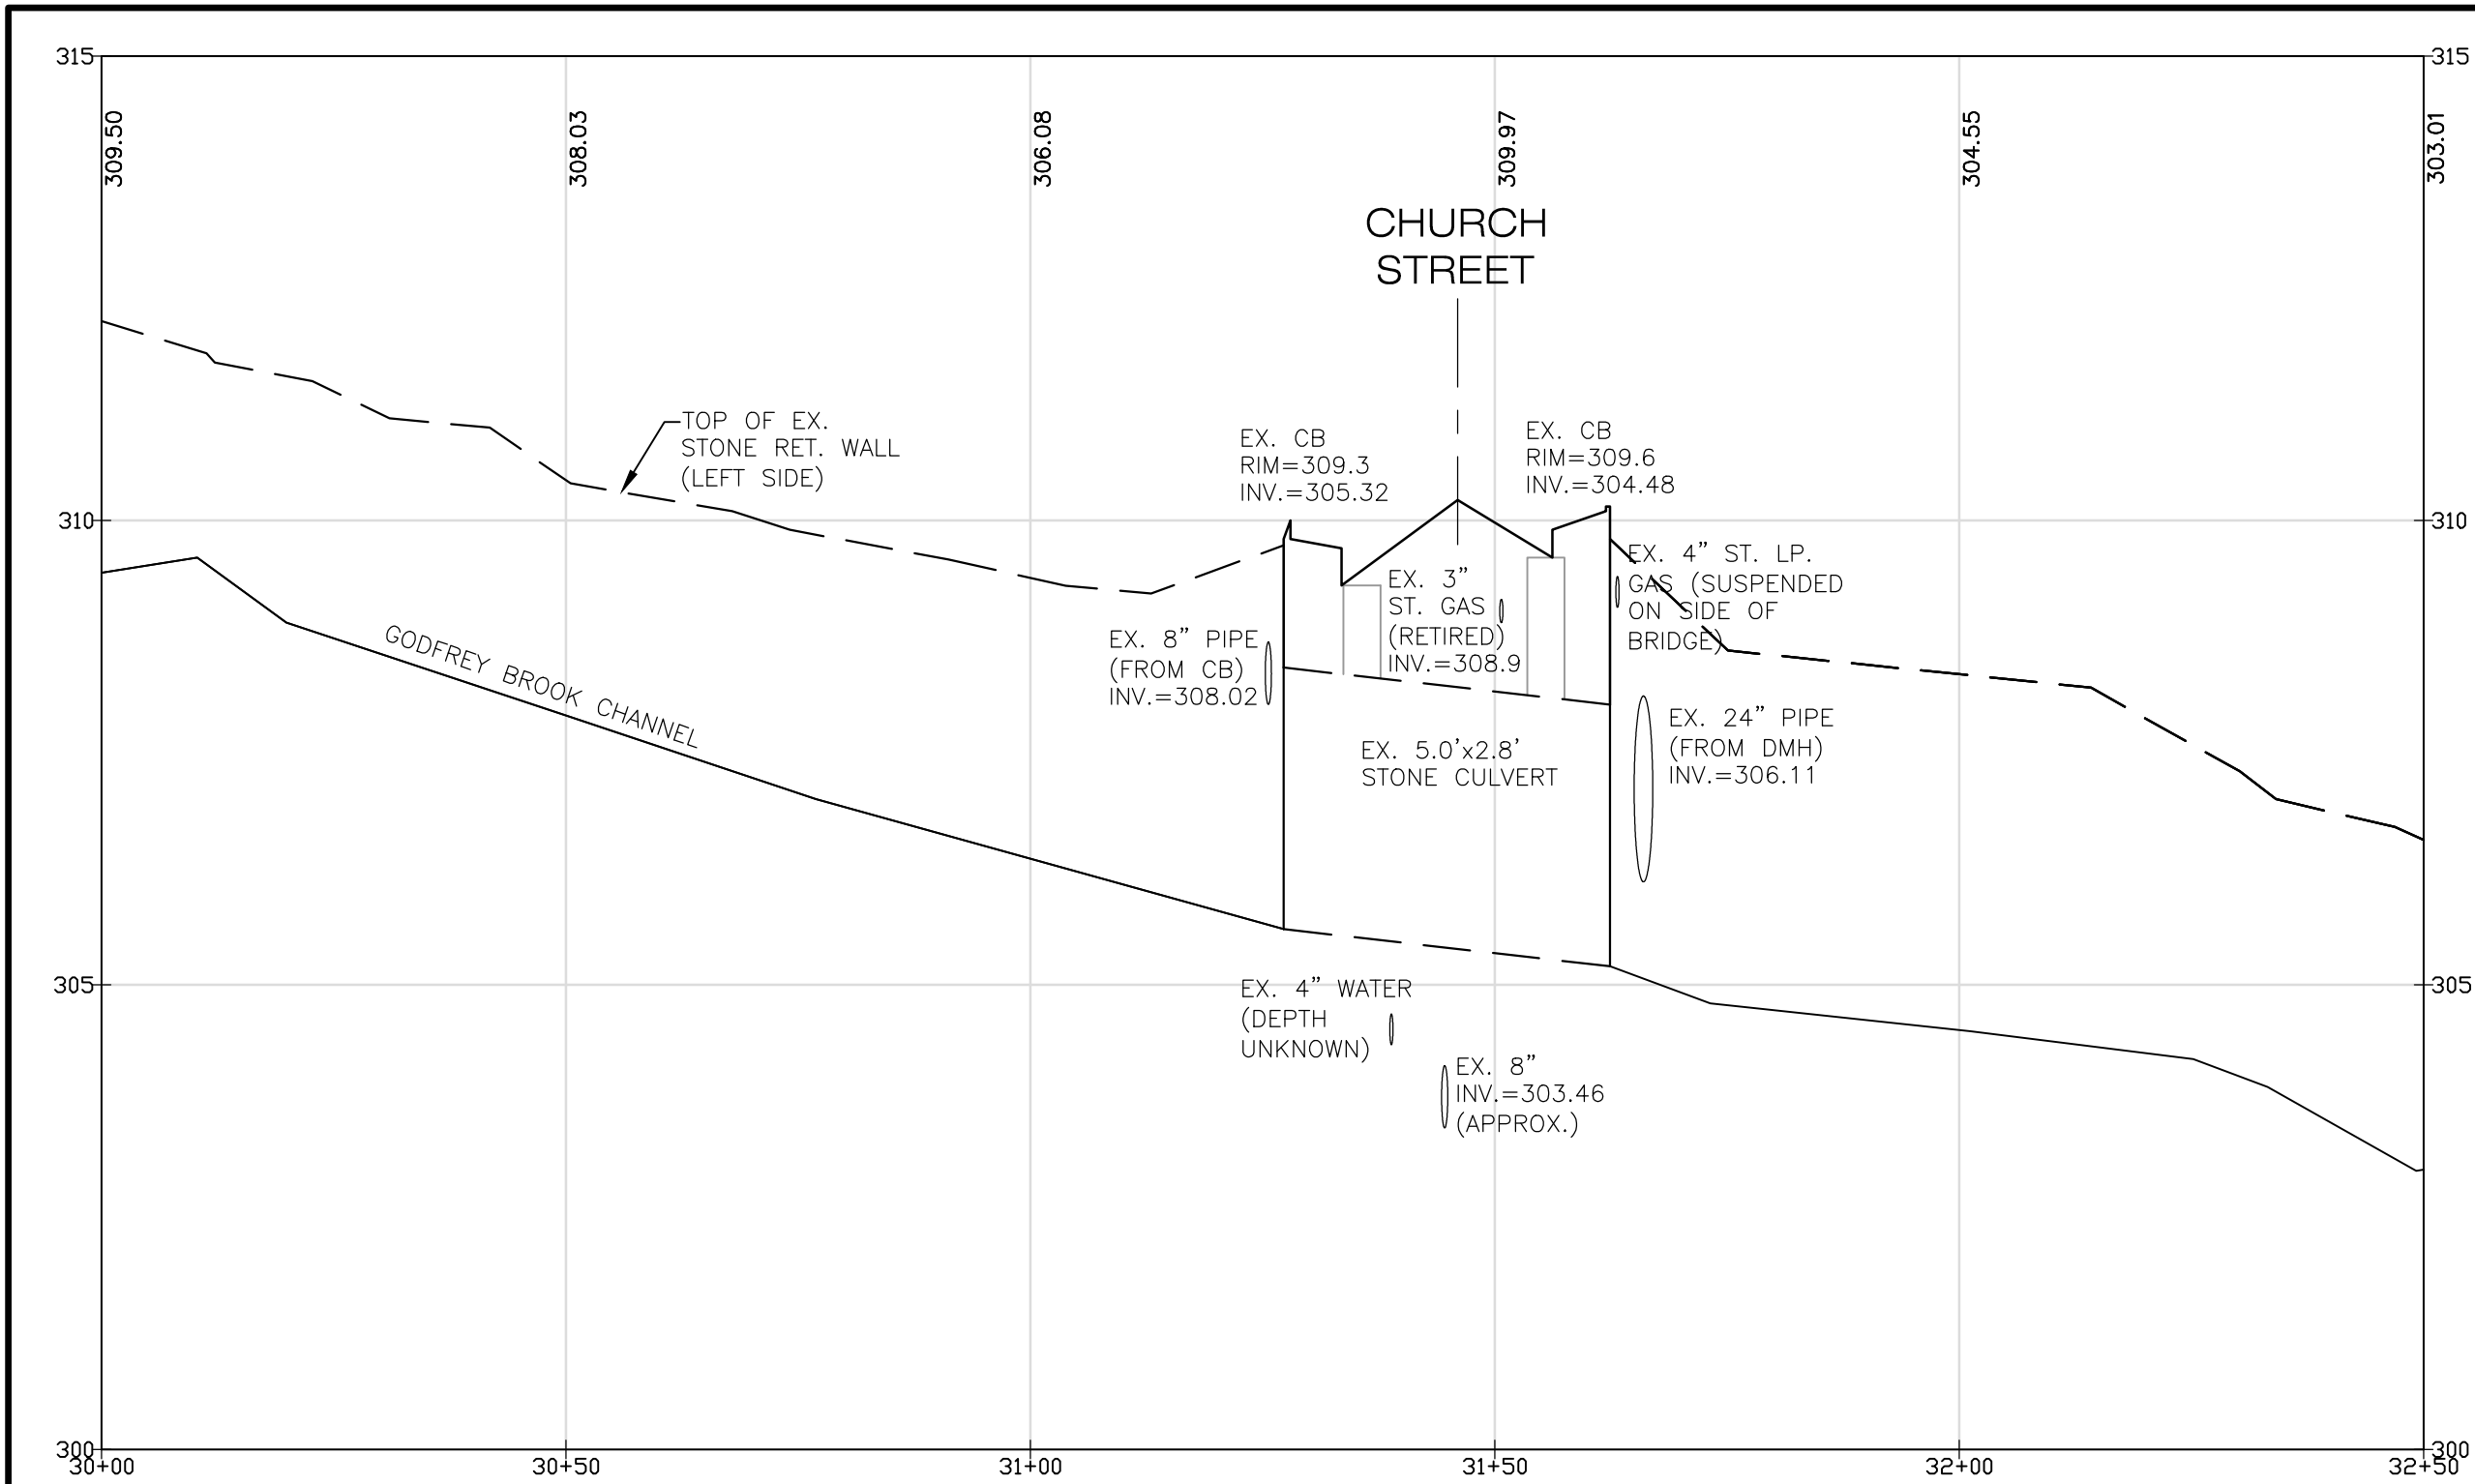 315
315
309.50
308.03
306.08
309.97
304.55
303.01
CHURCH
STREET
TOP OF EX.
STONE RET. WALL
(LEFT SIDE)
EX. CB
RIM=309.3
INV.=305.32
EX. CB
RIM=309.6
INV.=304.48
310
310
EX. 4" ST. LP.
GAS (SUSPENDED
ON SIDE OF
BRIDGE)
EX. 3"
ST. GAS
(RETIRED)
INV.=308.9
EX. 8" PIPE
(FROM CB)
INV.=308.02
GODFREY BROOK CHANNEL
EX. 24" PIPE
(FROM DMH)
INV.=306.11
EX. 5.0'x2.8'
STONE CULVERT
305
305
EX. 4" WATER
(DEPTH
UNKNOWN)
EX. 8"
INV.=303.46
(APPROX.)
300
300
30+00
30+50
31+00
31+50
32+00
32+50